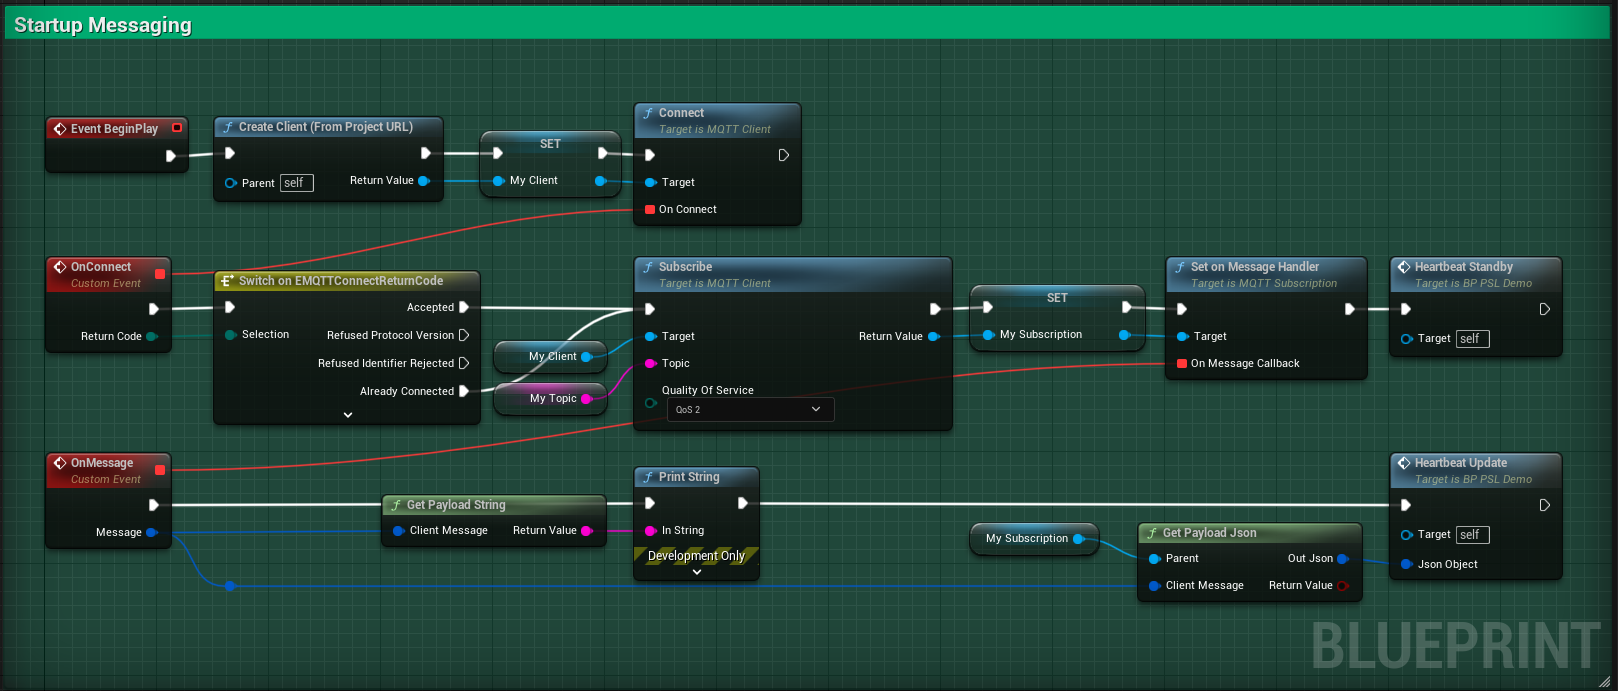 Startup Messaging
Event BeginPlay
Create Client (From Project URL)
Parent self
Return Value
SET
My Client
Connect
Target is MQTT Client
Target
On Connect
OnConnect
Custom Event
Return Code
Switch on EMQTTConnectReturnCode
Accepted
Selection
Refused Protocol Version
Refused Identifier Rejected
Already Connected
My Client
My Topic
Subscribe
Target is MQTT Client
Target
Return Value
Topic
Quality Of Service
QoS 2
SET
My Subscription
Set on Message Handler
Target is MQTT Subscription
Target
On Message Callback
Heartbeat Standby
Target is BP PSL Demo
Target self
OnMessage
Custom Event
Message
Get Payload String
Client Message
Return Value
Print String
In String
Development Only
My Subscription
Get Payload Json
Parent
Out Json
Client Message
Return Value
Heartbeat Update
Target is BP PSL Demo
Target self
Json Object
BLUEPRINT